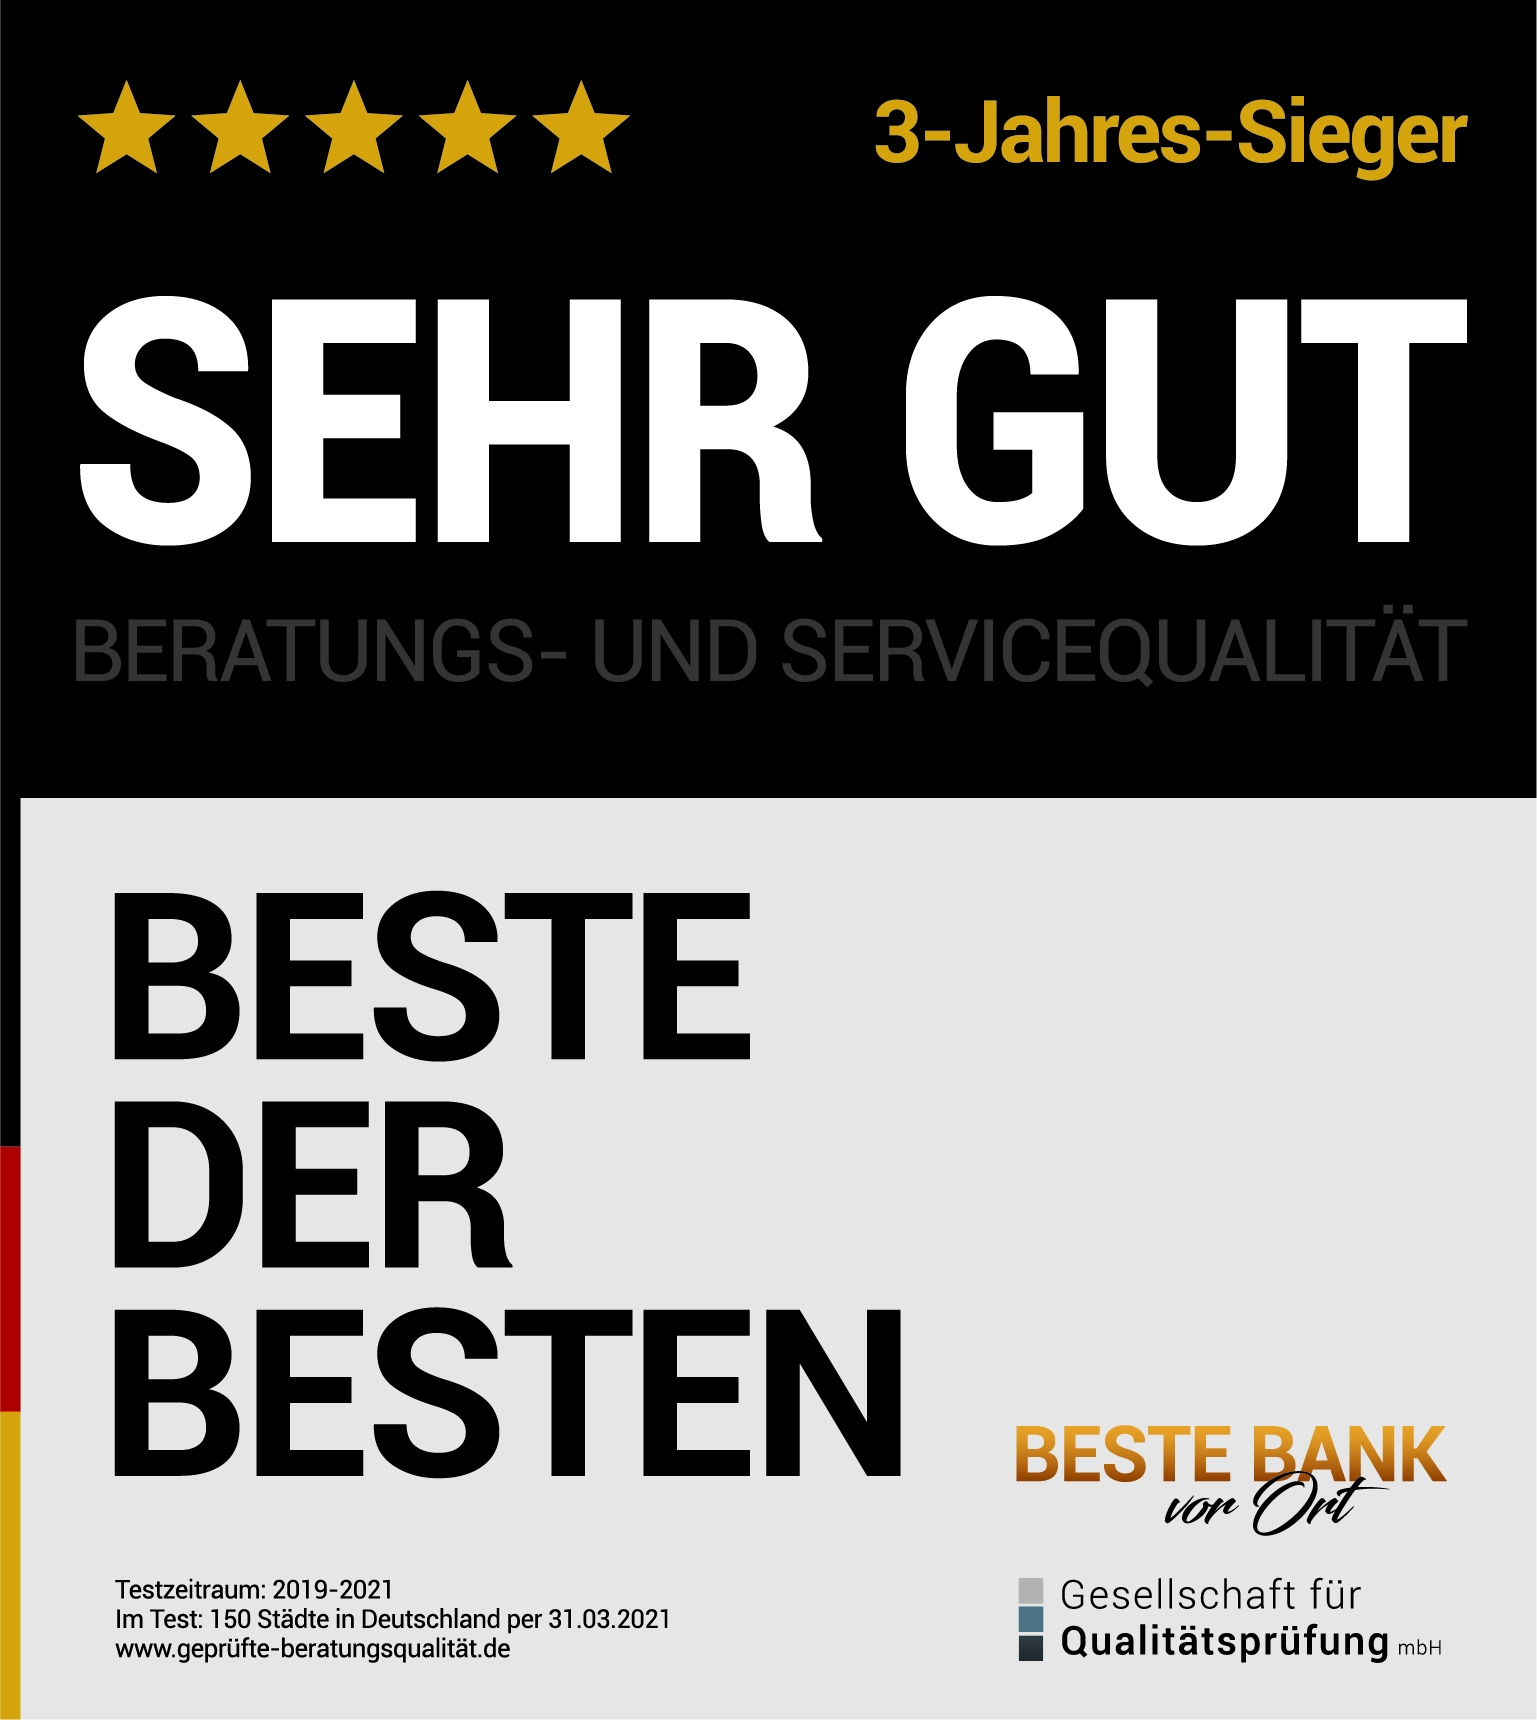 3-Jahres-Sieger
SEHR GUT
BERATUNGS- UND SERVICEQUALITÄT
BESTE
DER
BESTEN
BESTE BANK
vor Ort
Testzeitraum: 2019-2021
Im Test: 150 Städte in Deutschland per 31.03.2021
www.geprüfte-beratungsqualität.de
Gesellschaft für
Qualitätsprüfung mbH